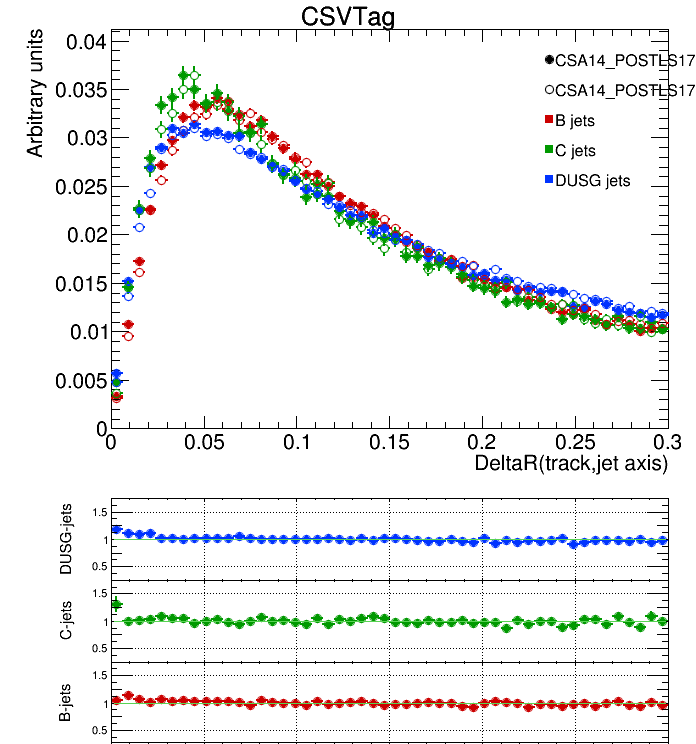 CSVTag
Arbitrary units
0.04
0.035
0.03
0.025
0.02
0.015
0.01
0.005
0
CSA14_POSTLS17
CSA14_POSTLS17
B jets
C jets
DUSG jets
0 0.05 0.1 0.15 0.2 0.25 0.3
DeltaR(track,jet axis)
DUSG-jets
1.5
1
0.5
C-jets
1.5
1
0.5
B-jets
1.5
1
0.5